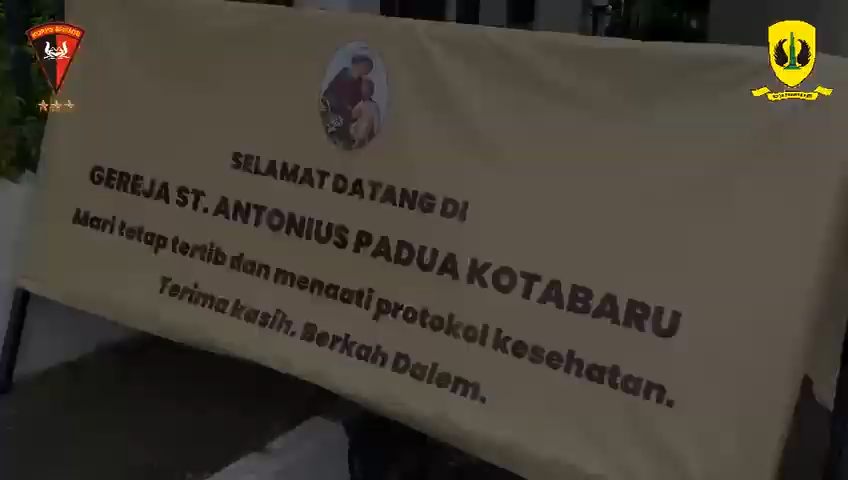 SELAMAT DATANG DI
GEREJA ST. ANTONIUS PADUA KOTABARU
Mari tetap tertib dan menaati protokol kesehatan.
Terima kasih. Berkah Dalem.